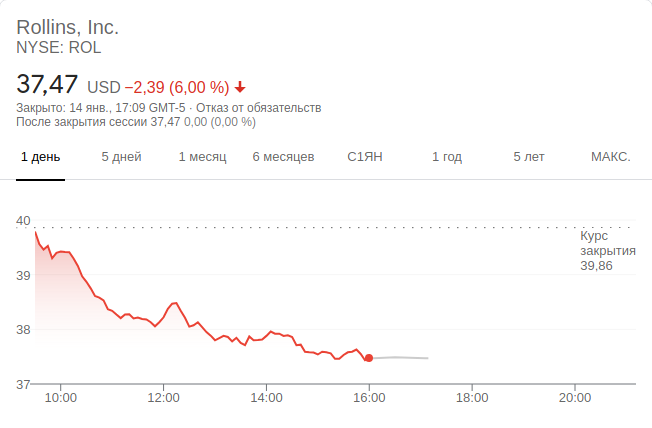 Rollins, Inc.
NYSE: ROL
37,47 USD −2,39 (6,00 %)
Закрыто: 14 янв., 17:09 GMT-5 · Отказ от обязательств
После закрытия сессии 37,47 0,00 (0,00 %)
1 день 5 дней 1 месяц 6 месяцев С1ЯН 1 год 5 лет МАКС.
40
Курс
закрытия
39,86
39
38
37
10:00 12:00 14:00 16:00 18:00 20:00